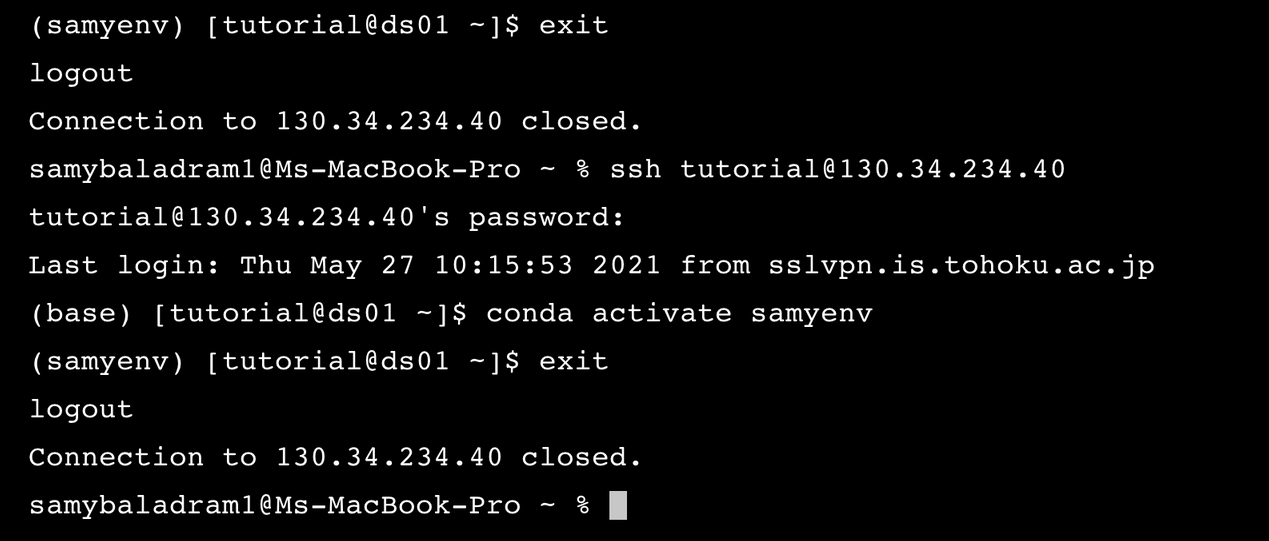 (samyenv) [tutorial@ds01 ~]$ exit
logout
Connection to 130.34.234.40 closed.
samybaladram1@Ms-MacBook-Pro ~ % ssh tutorial@130.34.234.40
tutorial@130.34.234.40's password:
Last login: Thu May 27 10:15:53 2021 from sslvpn.is.tohoku.ac.jp
(base) [tutorial@ds01 ~]$ conda activate samyenv
(samyenv) [tutorial@ds01 ~]$ exit
logout
Connection to 130.34.234.40 closed.
samybaladram1@Ms-MacBook-Pro ~ %